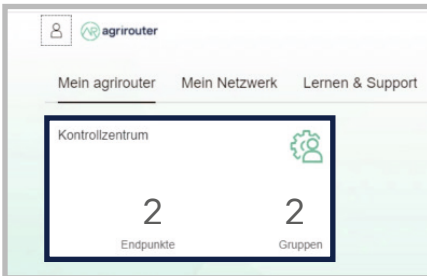 agrirouter
Mein agrirouter Mein Netzwerk Lernen & Support
Kontrollzentrum
2 2
Endpunkte Gruppen